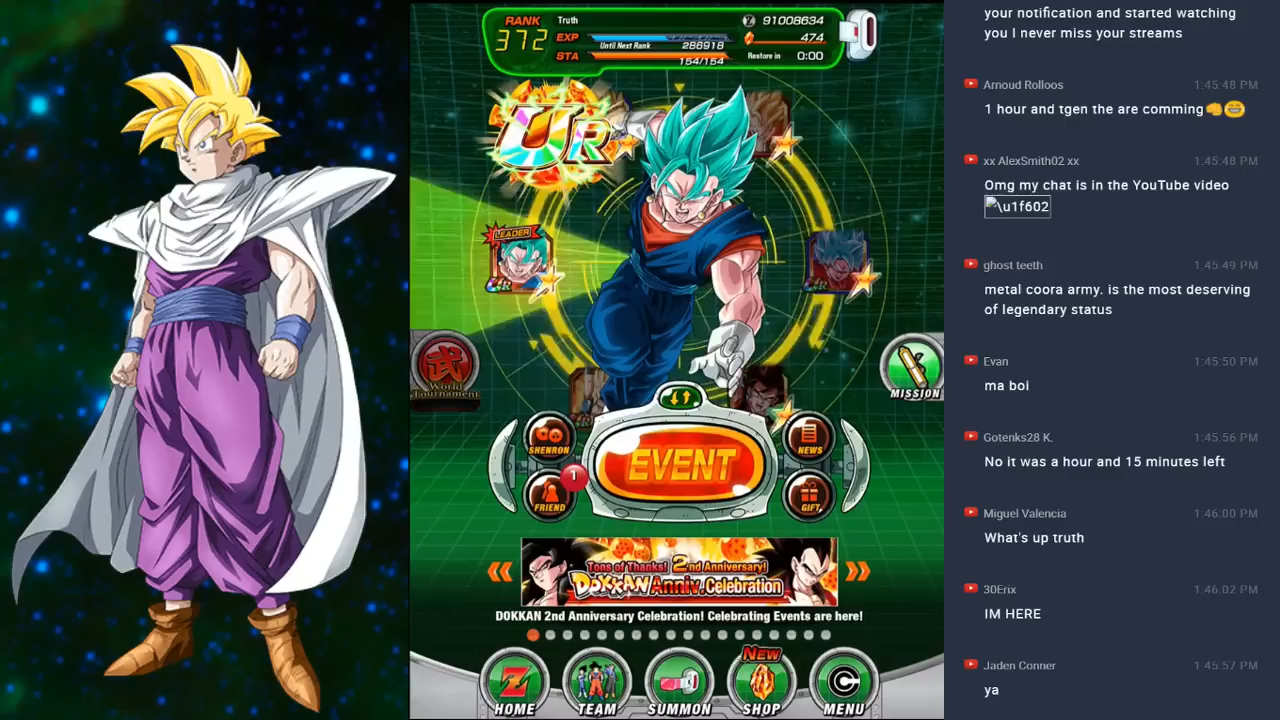 RANK
372
Truth
91008634
EXP
Until Next Rank
286918
474
STA
154/154
Restore in
0:00
UR
LEADER
UR
UR
武
World
Tournament
MISSION
SHENRON
EVENT
NEWS
1
FRIEND
GIFT
Tons of Thanks! 2nd Anniversary!
DOKKAN Anniv. Celebration
DOKKAN 2nd Anniversary Celebration! Celebrating Events are here!
New
HOME
TEAM
SUMMON
SHOP
MENU
your notification and started watching
you I never miss your streams
Arnoud Rolloos
1:45:48 PM
1 hour and tgen the are comming👊😂
xx AlexSmith02 xx
1:45:48 PM
Omg my chat is in the YouTube video
\u1f602
ghost teeth
1:45:49 PM
metal coora army. is the most deserving
of legendary status
Evan
1:45:50 PM
ma boi
Gotenks28 K.
1:45:56 PM
No it was a hour and 15 minutes left
Miguel Valencia
1:46:00 PM
What's up truth
30Erix
1:46:02 PM
IM HERE
Jaden Conner
1:45:57 PM
ya